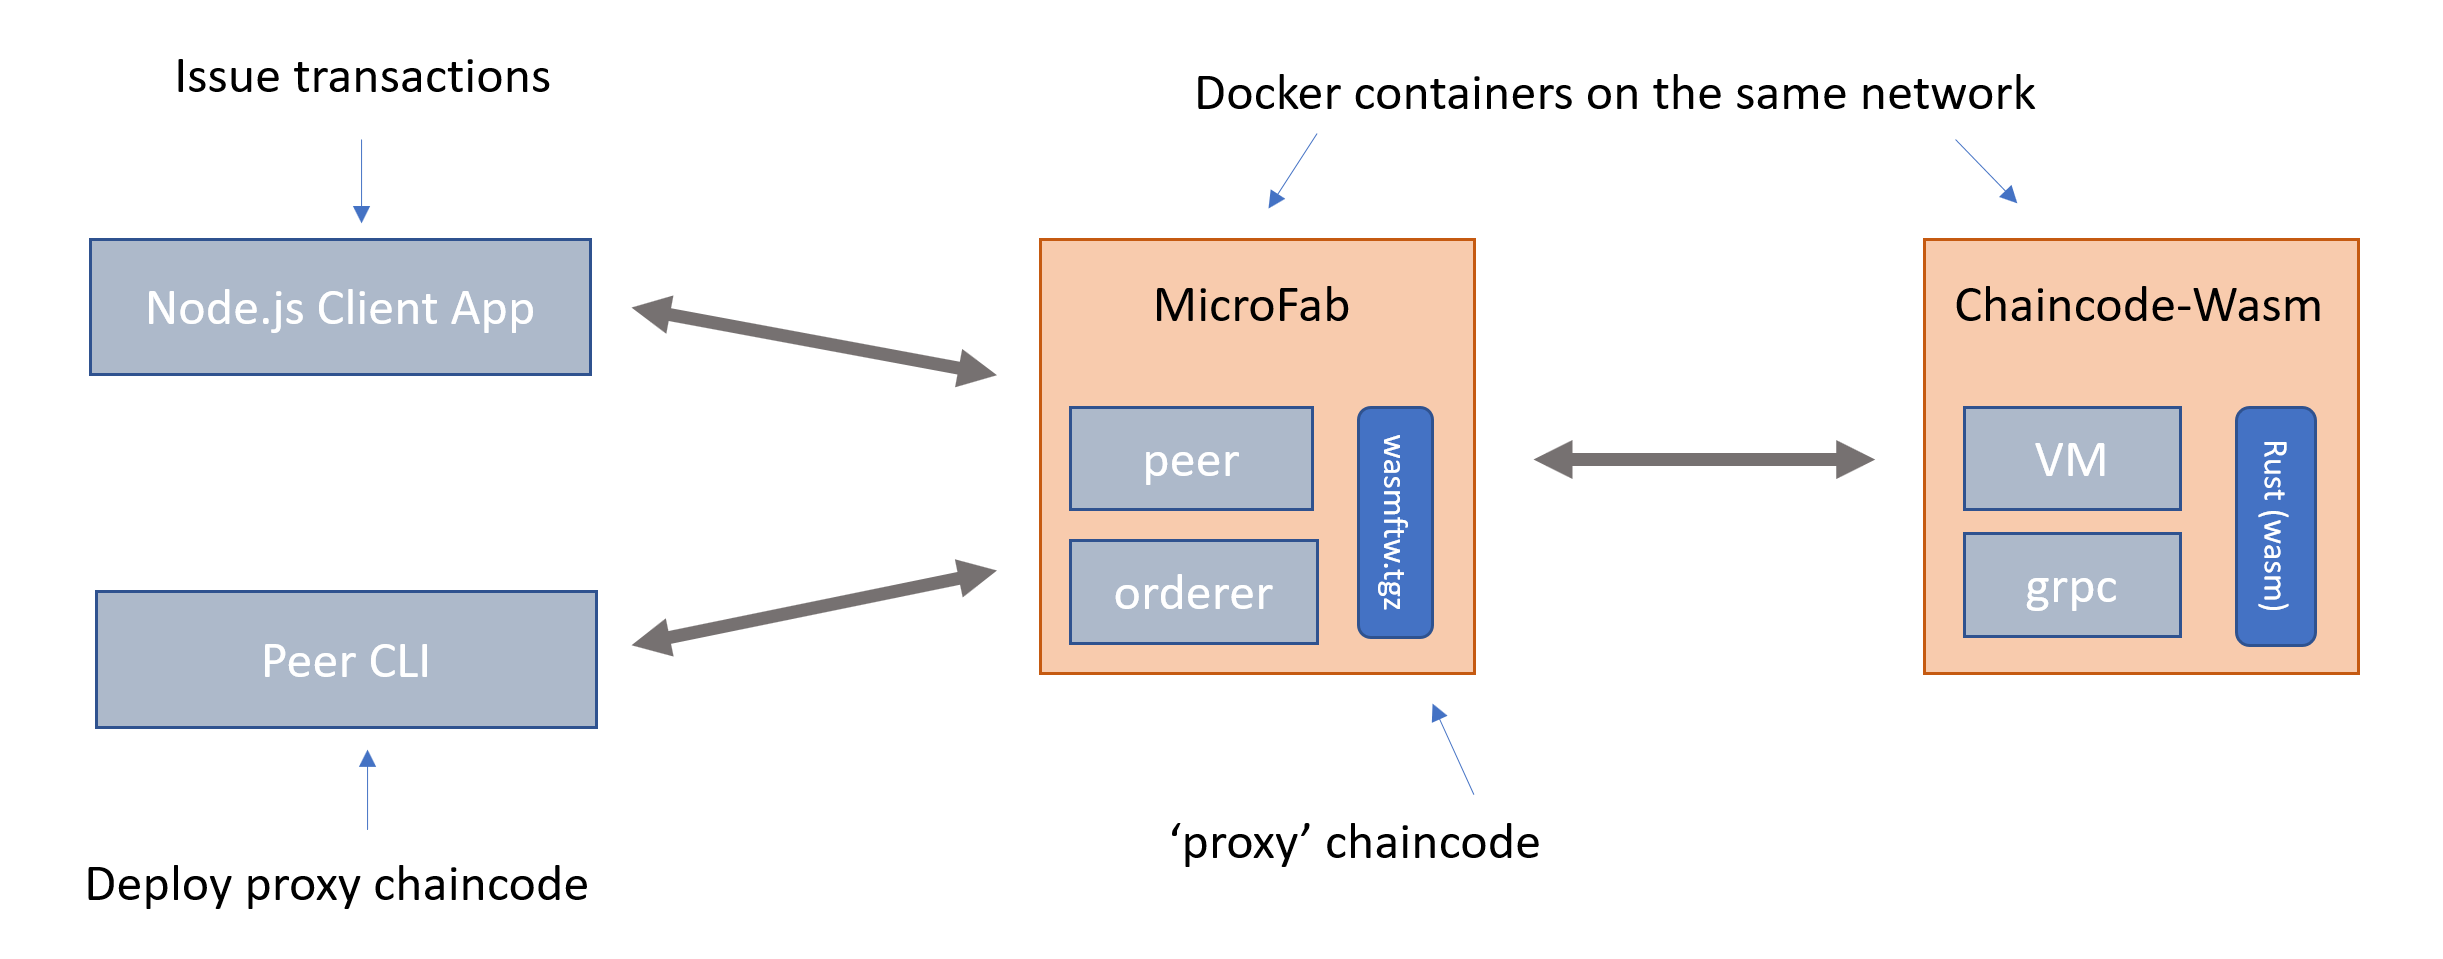 Issue transactions
Docker containers on the same network
Node.js Client App
MicroFab
Chaincode-Wasm
peer
wasmftw.tgz
VM
Rust (wasm)
orderer
grpc
Peer CLI
‘proxy’ chaincode
Deploy proxy chaincode